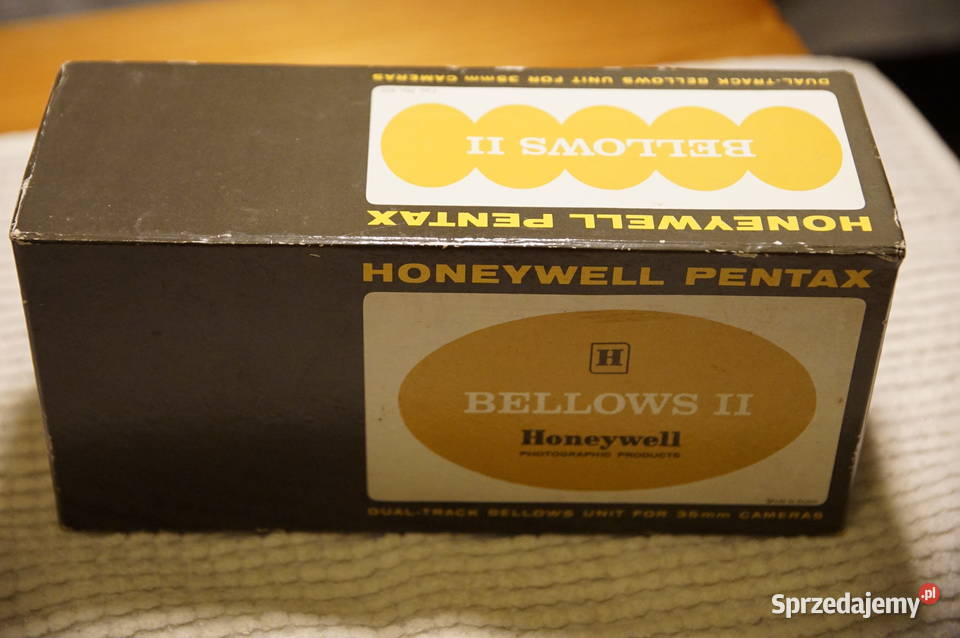 DUAL-TRACK BELLOWS UNIT FOR 35mm CAMERAS
BELLOWS II
HONEYWELL PENTAX
HONEYWELL PENTAX
H
BELLOWS II
Honeywell
PHOTOGRAPHIC PRODUCTS
DUAL-TRACK BELLOWS UNIT FOR 35mm CAMERAS
Sprzedajemy.pl